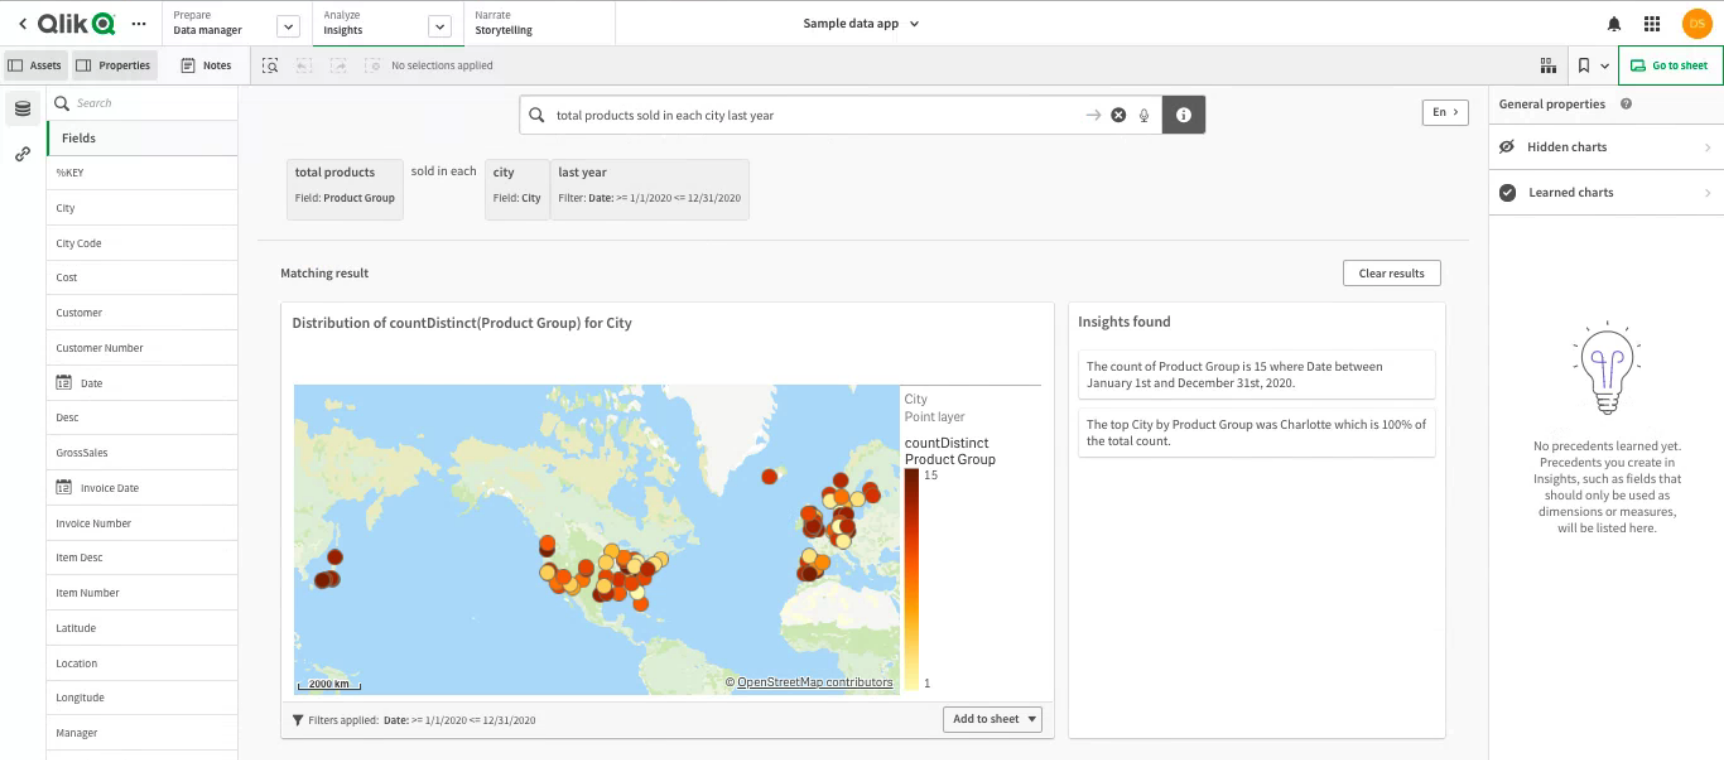 Qlik
Prepare
Data manager
Analyze
Insights
Narrate
Storytelling
Sample data app
DS
Assets
Properties
Notes
No selections applied
Go to sheet
Search
Fields
%KEY
City
City Code
Cost
Customer
Customer Number
12 Date
Desc
GrossSales
12 Invoice Date
Invoice Number
Item Desc
Item Number
Latitude
Location
Longitude
Manager
total products sold in each city last year
En
total products
Field: Product Group
sold in each
city
Field: City
last year
Filter: Date: >= 1/1/2020 <= 12/31/2020
Matching result
Clear results
Distribution of countDistinct(Product Group) for City
City
Point layer
countDistinct
Product Group
15
1
2000 km
© OpenStreetMap contributors
Filters applied: Date: >= 1/1/2020 <= 12/31/2020
Add to sheet
Insights found
The count of Product Group is 15 where Date between
January 1st and December 31st, 2020.
The top City by Product Group was Charlotte which is 100% of
the total count.
General properties
Hidden charts
Learned charts
No precedents learned yet.
Precedents you create in
Insights, such as fields that
should only be used as
dimensions or measures,
will be listed here.